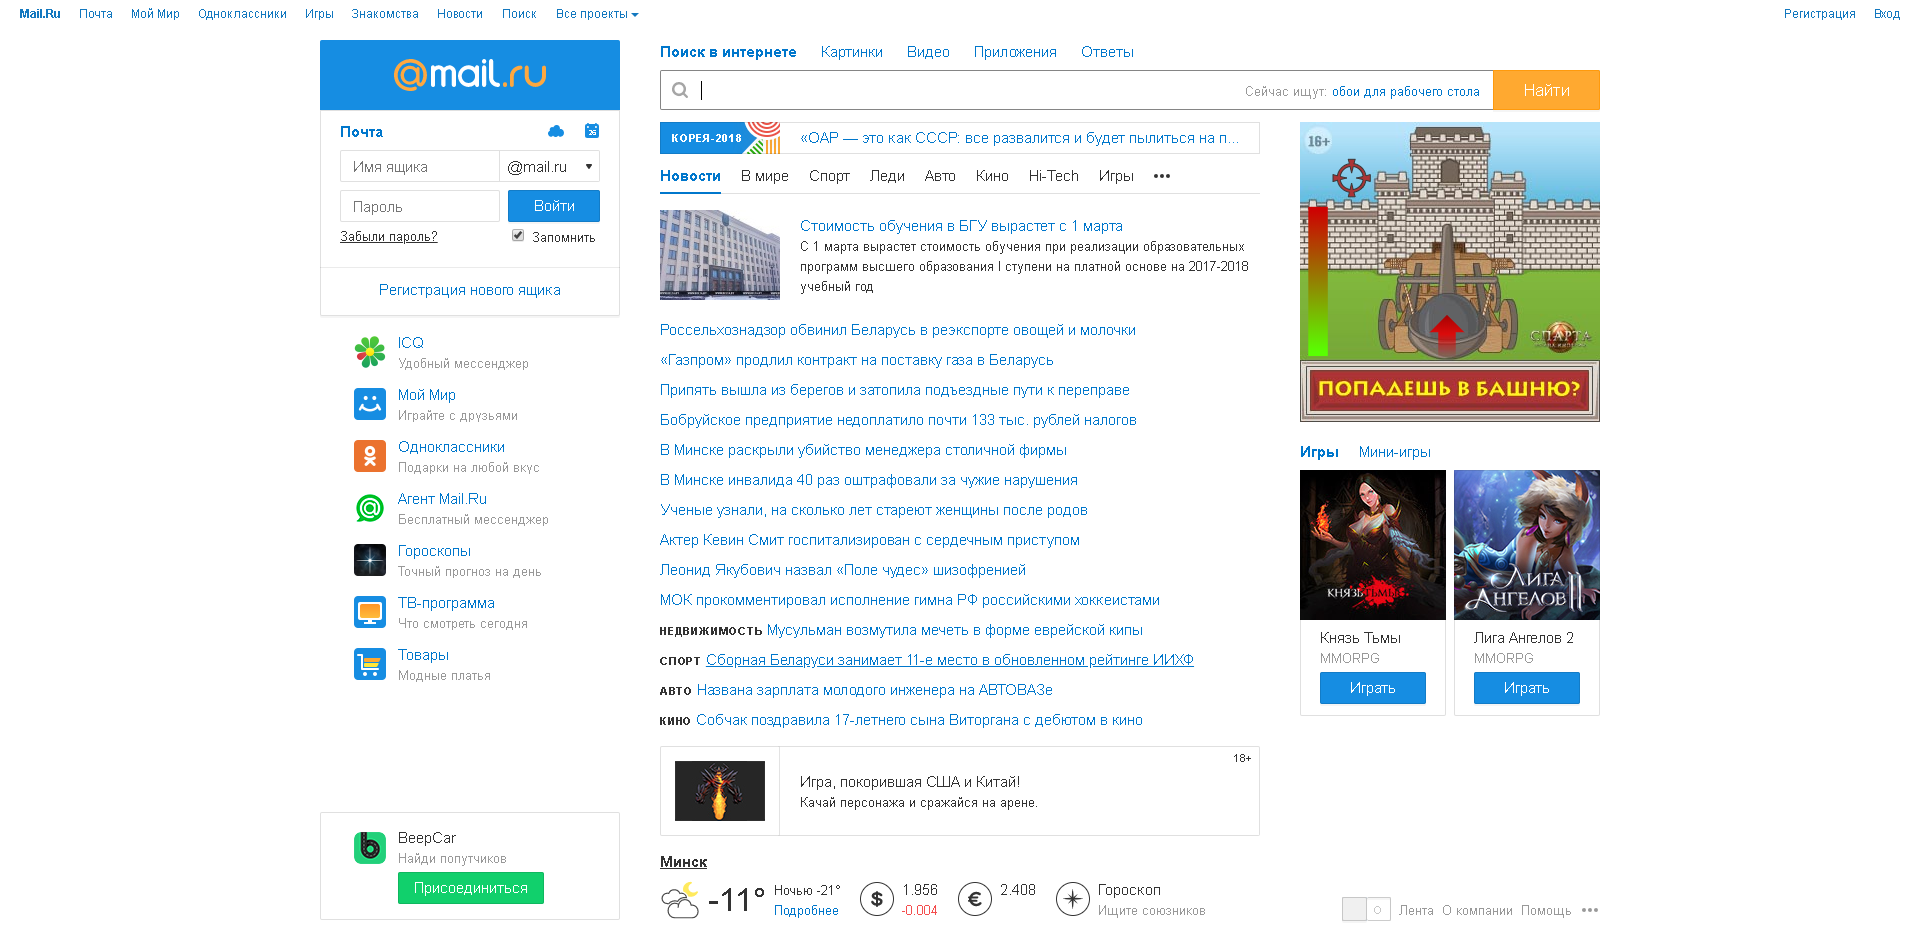 Mail.Ru Почта Мой Мир Одноклассники Игры Знакомства Новости Поиск Все проекты Регистрация Вход
@mail.ru
Почта
26
Имя ящика @mail.ru
Пароль Войти
Забыли пароль? Запомнить
Регистрация нового ящика
ICQ
Удобный мессенджер
Мой Мир
Играйте с друзьями
Одноклассники
Подарки на любой вкус
Агент Mail.Ru
Бесплатный мессенджер
Гороскопы
Точный прогноз на день
ТВ-программа
Что смотреть сегодня
Товары
Модные платья
BeepCar
Найди попутчиков
Присоединиться
Поиск в интернете Картинки Видео Приложения Ответы
Сейчас ищут: обои для рабочего стола Найти
КОРЕЯ-2018 «ОАР — это как СССР: все развалится и будет пылиться на п...
Новости В мире Спорт Леди Авто Кино Hi-Tech Игры •••
Стоимость обучения в БГУ вырастет с 1 марта
С 1 марта вырастет стоимость обучения при реализации образовательных
программ высшего образования I ступени на платной основе на 2017-2018
учебный год
Россельхознадзор обвинил Беларусь в реэкспорте овощей и молочки
«Газпром» продлил контракт на поставку газа в Беларусь
Припять вышла из берегов и затопила подъездные пути к переправе
Бобруйское предприятие недоплатило почти 133 тыс. рублей налогов
В Минске раскрыли убийство менеджера столичной фирмы
В Минске инвалида 40 раз оштрафовали за чужие нарушения
Ученые узнали, на сколько лет стареют женщины после родов
Актер Кевин Смит госпитализирован с сердечным приступом
Леонид Якубович назвал «Поле чудес» шизофренией
МОК прокомментировал исполнение гимна РФ российскими хоккеистами
НЕДВИЖИМОСТЬ Мусульман возмутила мечеть в форме еврейской кипы
СПОРТ Сборная Беларуси занимает 11-е место в обновленном рейтинге ИИХФ
АВТО Названа зарплата молодого инженера на АВТОВАЗе
КИНО Собчак поздравила 17-летнего сына Виторгана с дебютом в кино
18+
Игра, покорившая США и Китай!
Качай персонажа и сражайся на арене.
Минск
-11° Ночью -21° $ 1.956 € 2.408 Гороскоп
Подробнее -0.004 Ищите союзников
16+
СПАРТА
ПОПАДЕШЬ В БАШНЮ?
Игры Мини-игры
КНЯЗЬ ТЬМЫ
ЛИГА
АНГЕЛОВ II
Князь Тьмы Лига Ангелов 2
MMORPG MMORPG
Играть Играть
Лента О компании Помощь •••